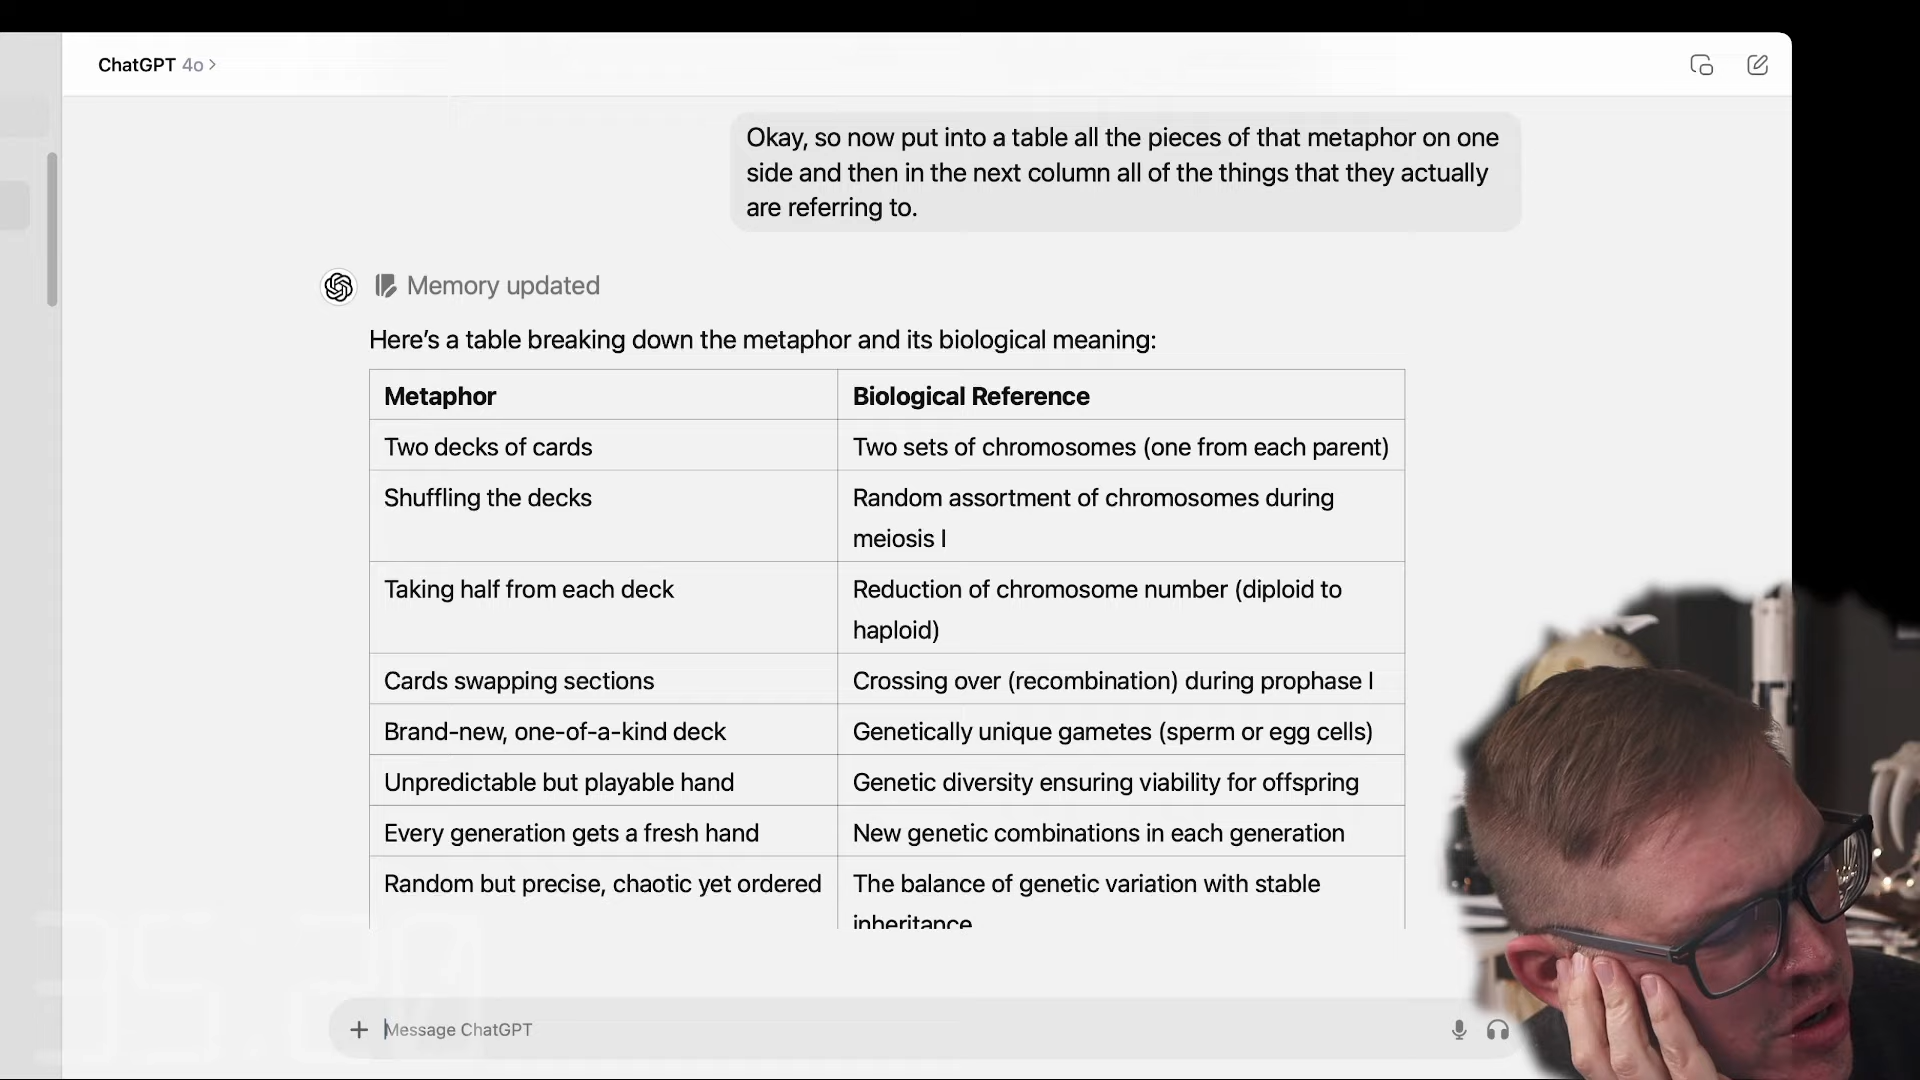 ChatGPT 4o >
Okay, so now put into a table all the pieces of that metaphor on one
side and then in the next column all of the things that they actually
are referring to.
Memory updated
Here’s a table breaking down the metaphor and its biological meaning:
Metaphor
Biological Reference
Two decks of cards
Two sets of chromosomes (one from each parent)
Shuffling the decks
Random assortment of chromosomes during
meiosis I
Taking half from each deck
Reduction of chromosome number (diploid to
haploid)
Cards swapping sections
Crossing over (recombination) during prophase I
Brand-new, one-of-a-kind deck
Genetically unique gametes (sperm or egg cells)
Unpredictable but playable hand
Genetic diversity ensuring viability for offspring
Every generation gets a fresh hand
New genetic combinations in each generation
Random but precise, chaotic yet ordered
The balance of genetic variation with stable
inheritance
Message ChatGPT